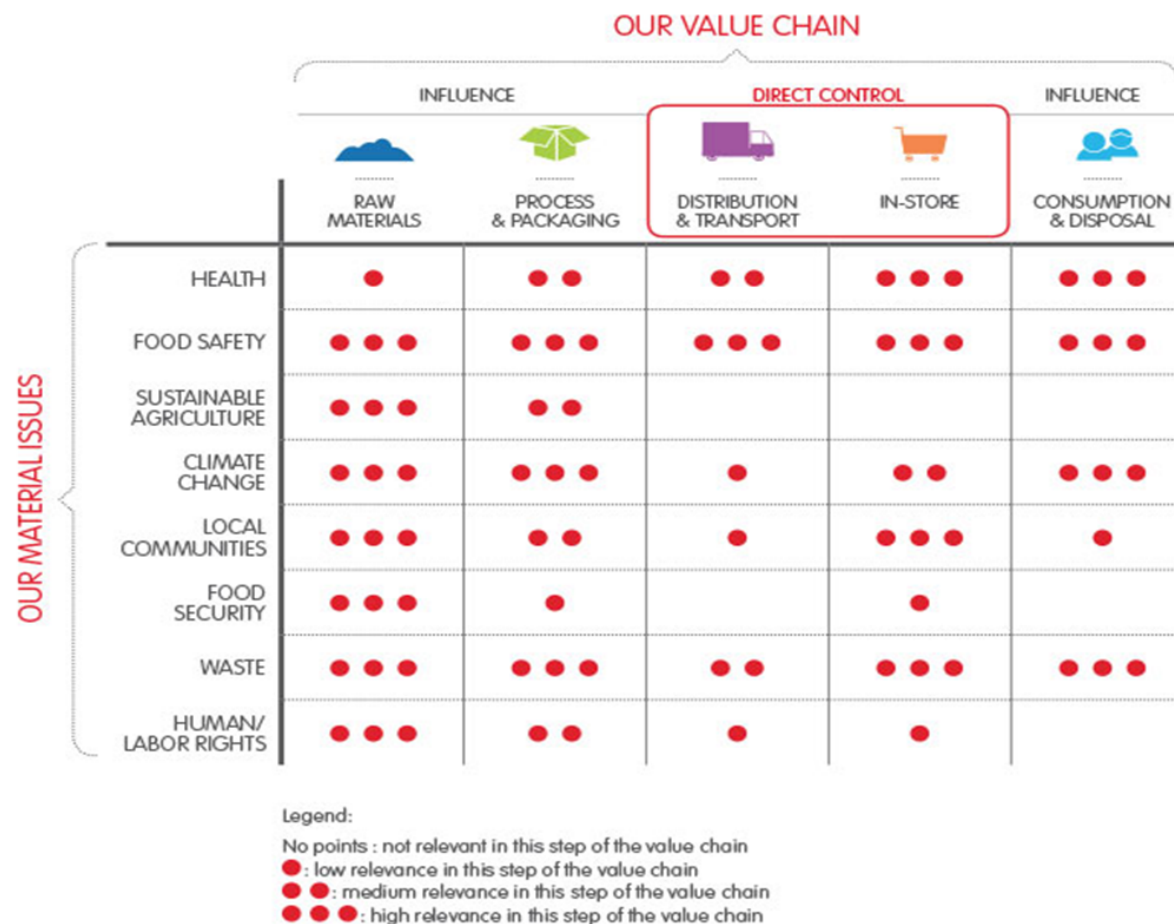 OUR VALUE CHAIN
INFLUENCE
DIRECT CONTROL
INFLUENCE
RAW
MATERIALS
PROCESS
& PACKAGING
DISTRIBUTION
& TRANSPORT
IN-STORE
CONSUMPTION
& DISPOSAL
OUR MATERIAL ISSUES
HEALTH
FOOD SAFETY
SUSTAINABLE
AGRICULTURE
CLIMATE
CHANGE
LOCAL
COMMUNITIES
FOOD
SECURITY
WASTE
HUMAN/
LABOR RIGHTS
Legend:
No points : not relevant in this step of the value chain
: low relevance in this step of the value chain
: medium relevance in this step of the value chain
: high relevance in this step of the value chain